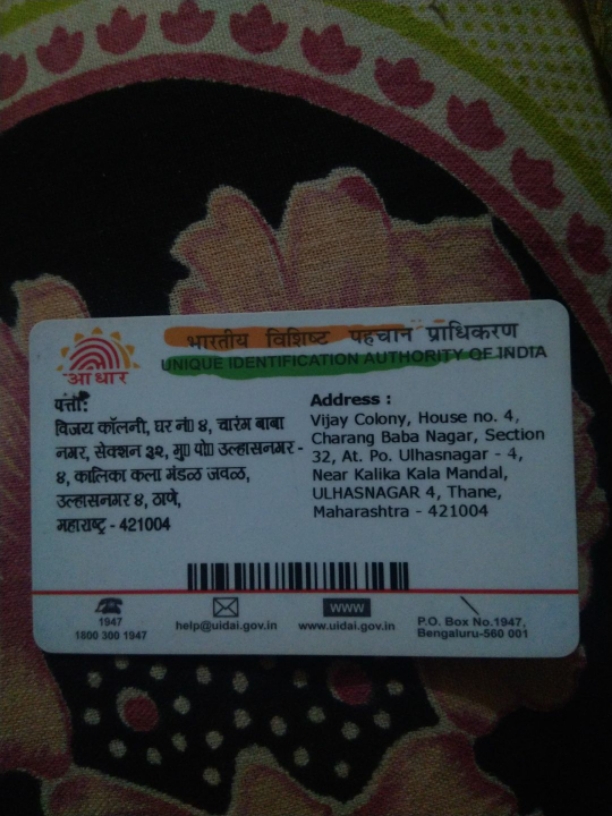 भारतीय विशिष्ट पहचान प्राधिकरण
UNIQUE IDENTIFICATION AUTHORITY OF INDIA
आधार
पत्ता:
विजय कॉलनी, घर नं▯ ४, चारंग बाबा
नगर, सेक्शन ३२, मु▯ पो▯ उल्हासनगर -
४, कालिका कला मंडळ जवळ,
उल्हासनगर ४, ठाणे,
महाराष्ट्र - 421004
Address :
Vijay Colony, House no. 4,
Charang Baba Nagar, Section
32, At. Po. Ulhasnagar - 4,
Near Kalika Kala Mandal,
ULHASNAGAR 4, Thane,
Maharashtra - 421004
1947
1800 300 1947
help@uidai.gov.in
www
www.uidai.gov.in
P.O. Box No.1947,
Bengaluru-560 001